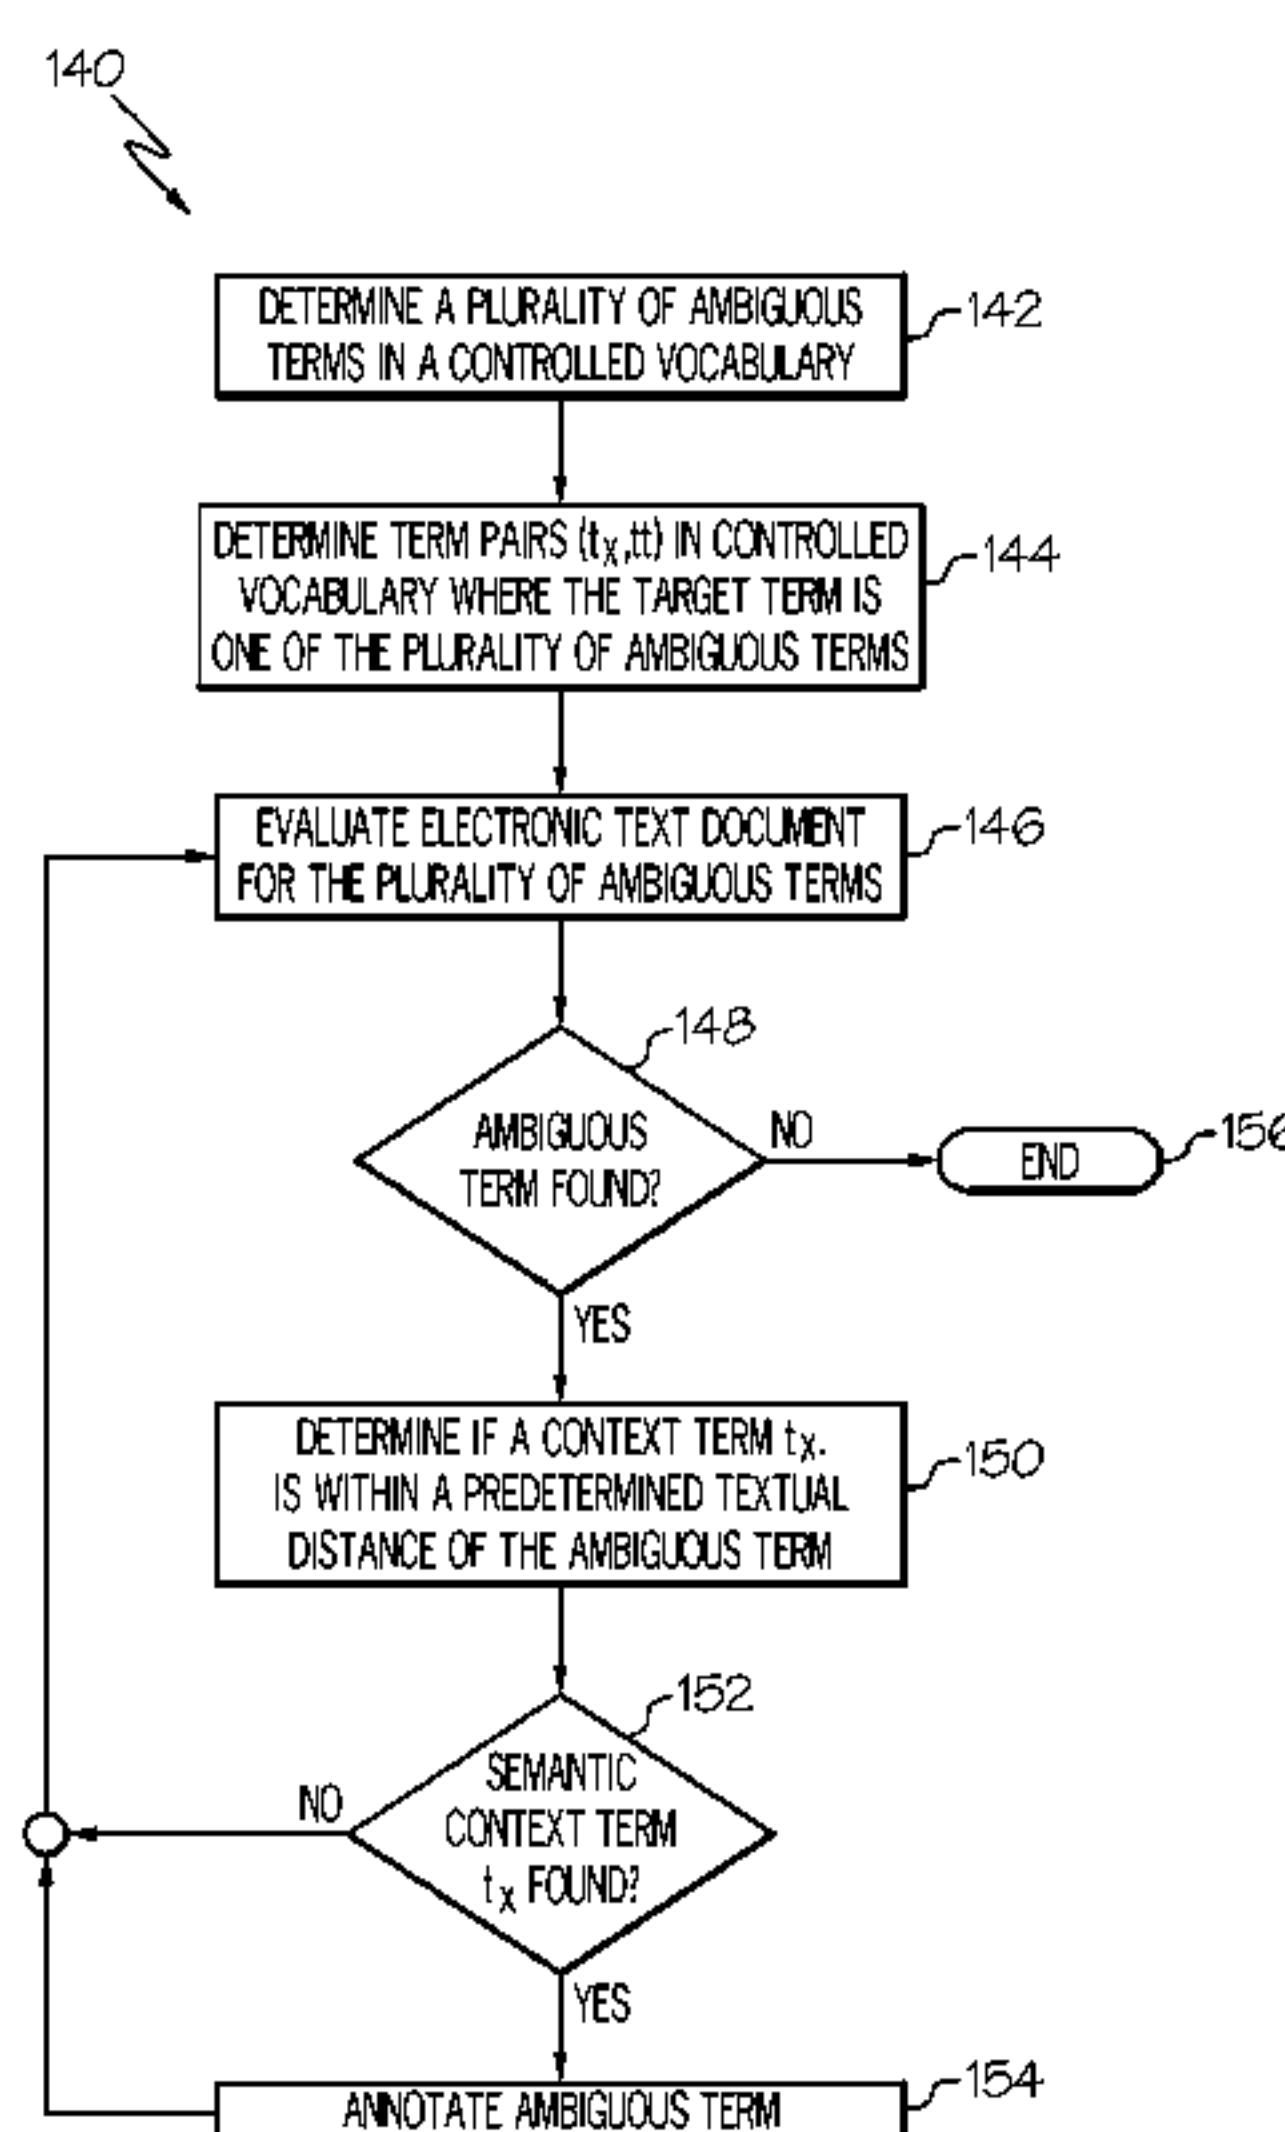 140
DETERMINE A PLURALITY OF AMBIGUOUS
TERMS IN A CONTROLLED VOCABULARY
142
DETERMINE TERM PAIRS (tx,tt) IN CONTROLLED
VOCABULARY WHERE THE TARGET TERM IS
ONE OF THE PLURALITY OF AMBIGUOUS TERMS
144
EVALUATE ELECTRONIC TEXT DOCUMENT
FOR THE PLURALITY OF AMBIGUOUS TERMS
146
148
AMBIGUOUS
TERM FOUND?
NO
END
156
YES
DETERMINE IF A CONTEXT TERM tx.
IS WITHIN A PREDETERMINED TEXTUAL
DISTANCE OF THE AMBIGUOUS TERM
150
152
SEMANTIC
CONTEXT TERM
tx FOUND?
NO
YES
ANNOTATE AMBIGUOUS TERM
154